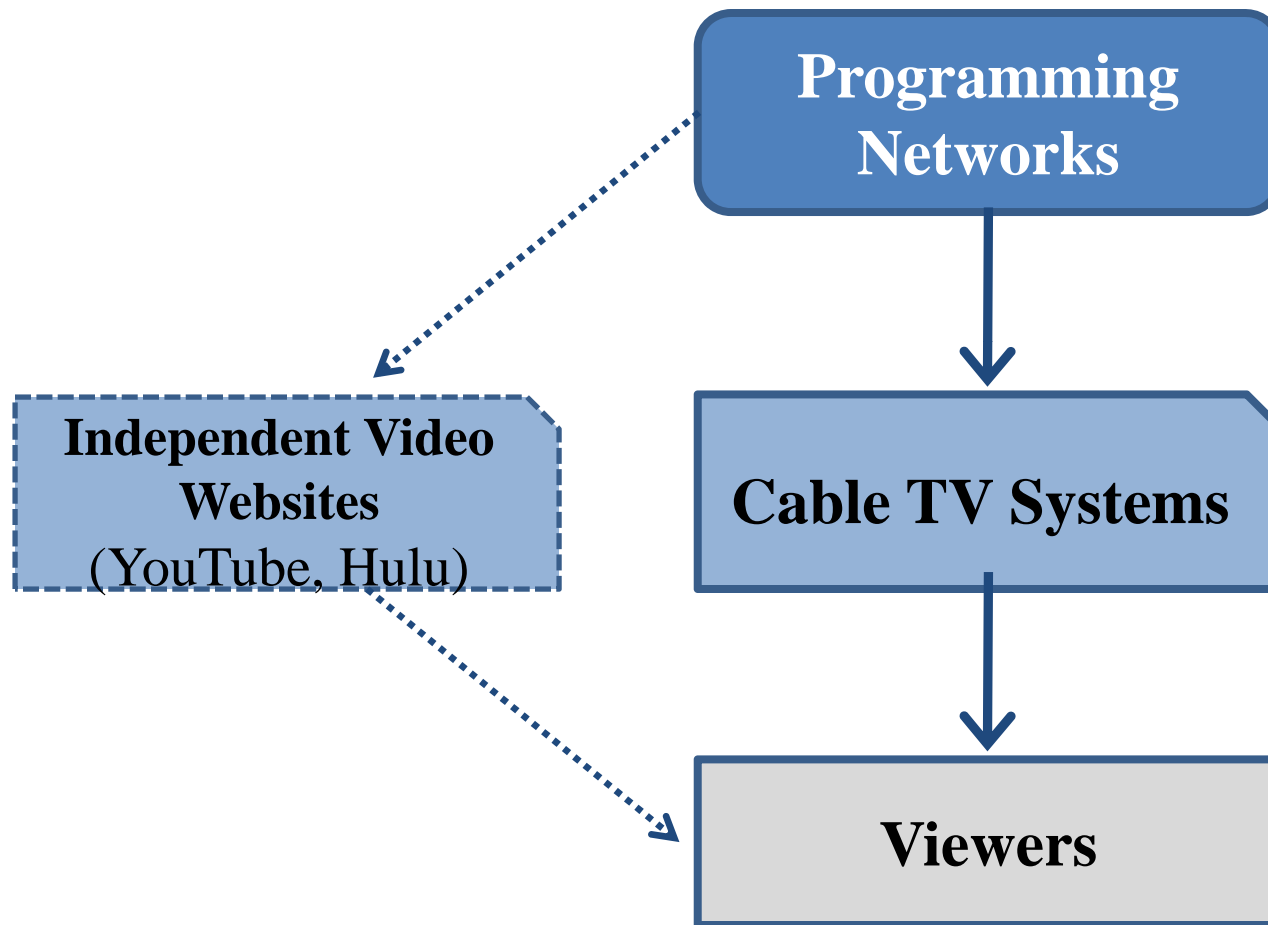 Programming
Networks
Independent Video
Websites
(YouTube, Hulu)
Cable TV Systems
Viewers